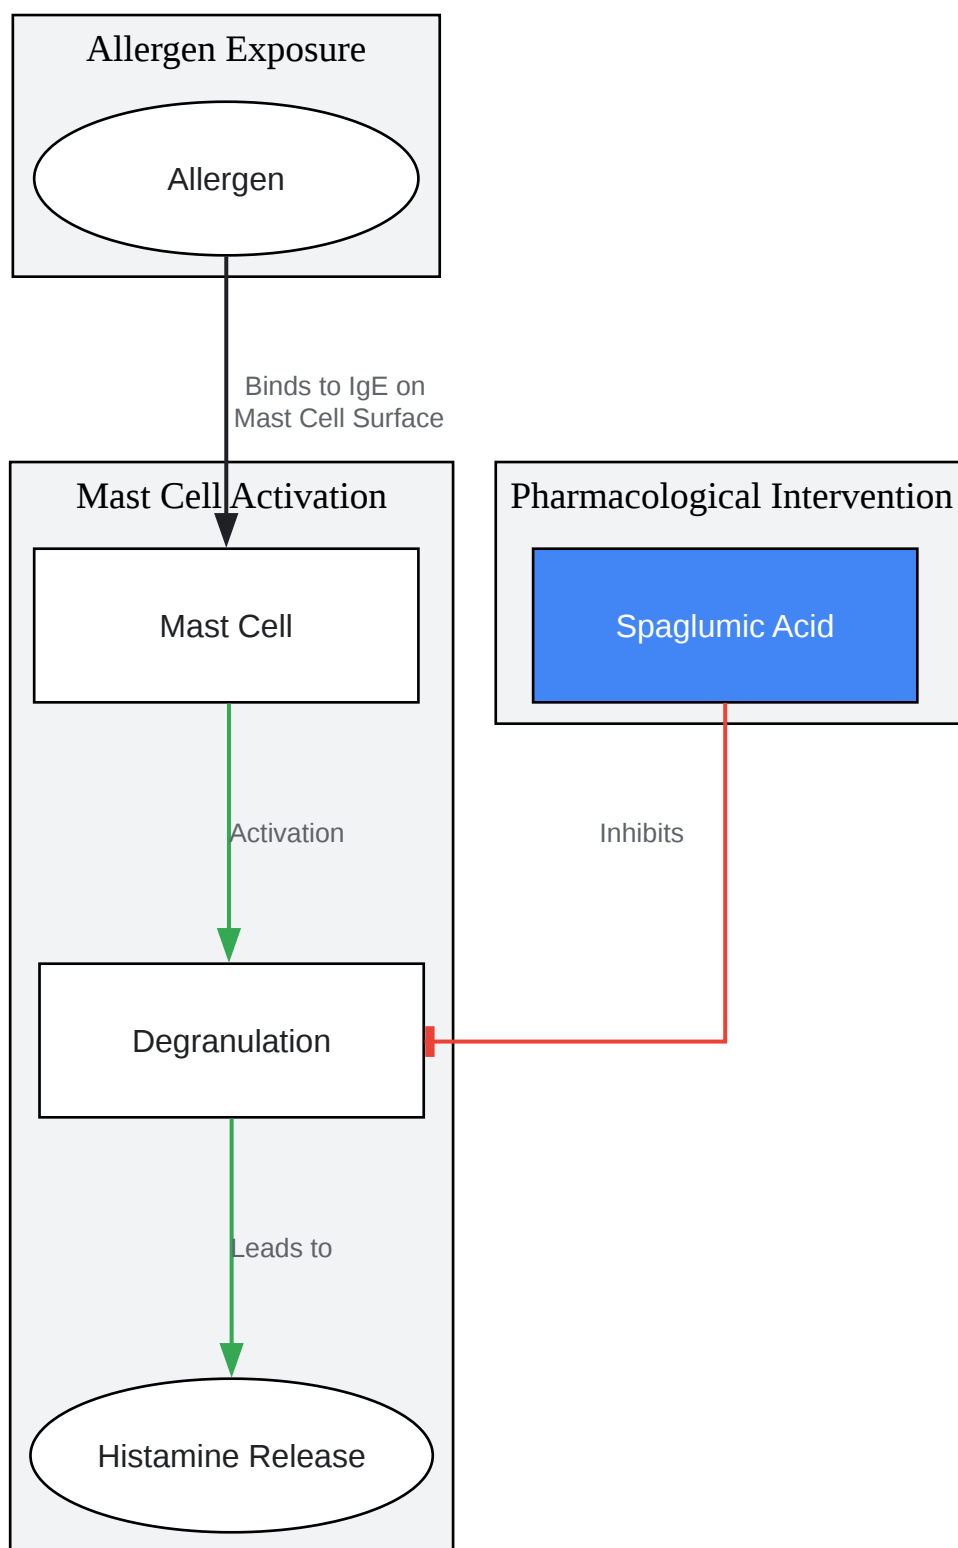 Allergen Exposure
Allergen
Binds to IgE on
Mast Cell Surface
Mast Cell Activation
Mast Cell
Pharmacological Intervention
Spaglumic Acid
Activation
Inhibits
Degranulation
Leads to
Histamine Release